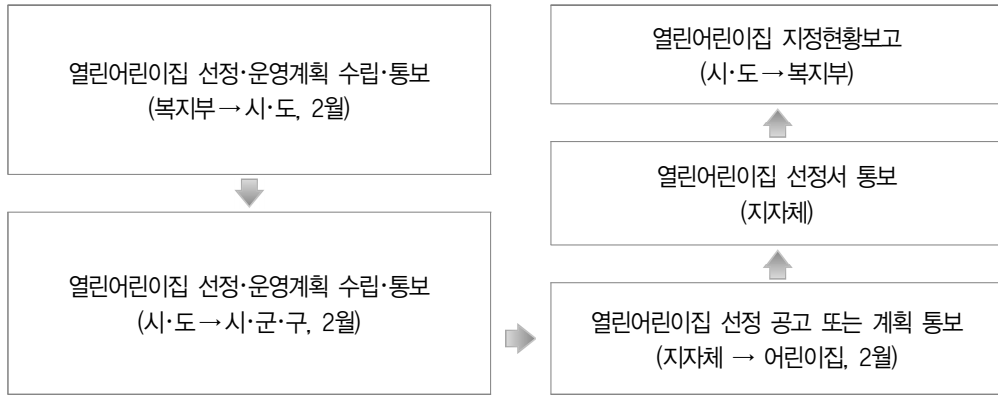 열린어린이집 선정·운영계획 수립·통보
(복지부→시·도, 2월)
열린어린이집 선정·운영계획 수립·통보
(시·도→시·군·구, 2월)
열린어린이집 선정 공고 또는 계획 통보
(지자체 → 어린이집, 2월)
열린어린이집 선정서 통보
(지자체)
열린어린이집 지정현황보고
(시·도→복지부)